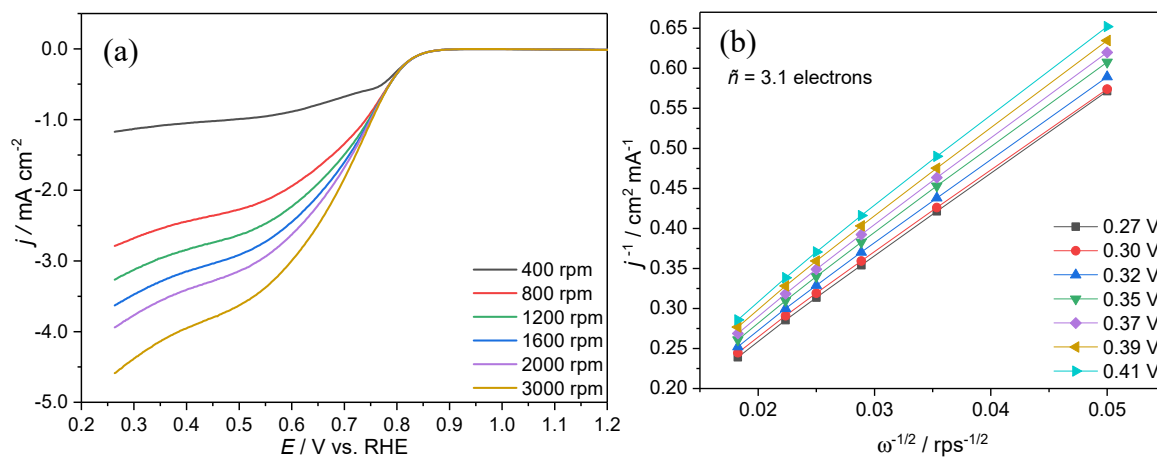 (a)
0.0
-1.0
-2.0
-3.0
-4.0
-5.0
j / mA cm⁻²
400 rpm
800 rpm
1200 rpm
1600 rpm
2000 rpm
3000 rpm
0.2 0.3 0.4 0.5 0.6 0.7 0.8 0.9 1.0 1.1 1.2
E / V vs. RHE
(b)
ñ = 3.1 electrons
0.65
0.60
0.55
0.50
0.45
0.40
0.35
0.30
0.25
0.20
j⁻¹ / cm² mA⁻¹
0.27 V
0.30 V
0.32 V
0.35 V
0.37 V
0.39 V
0.41 V
0.02 0.03 0.04 0.05
ω⁻¹/² / rps⁻¹/²